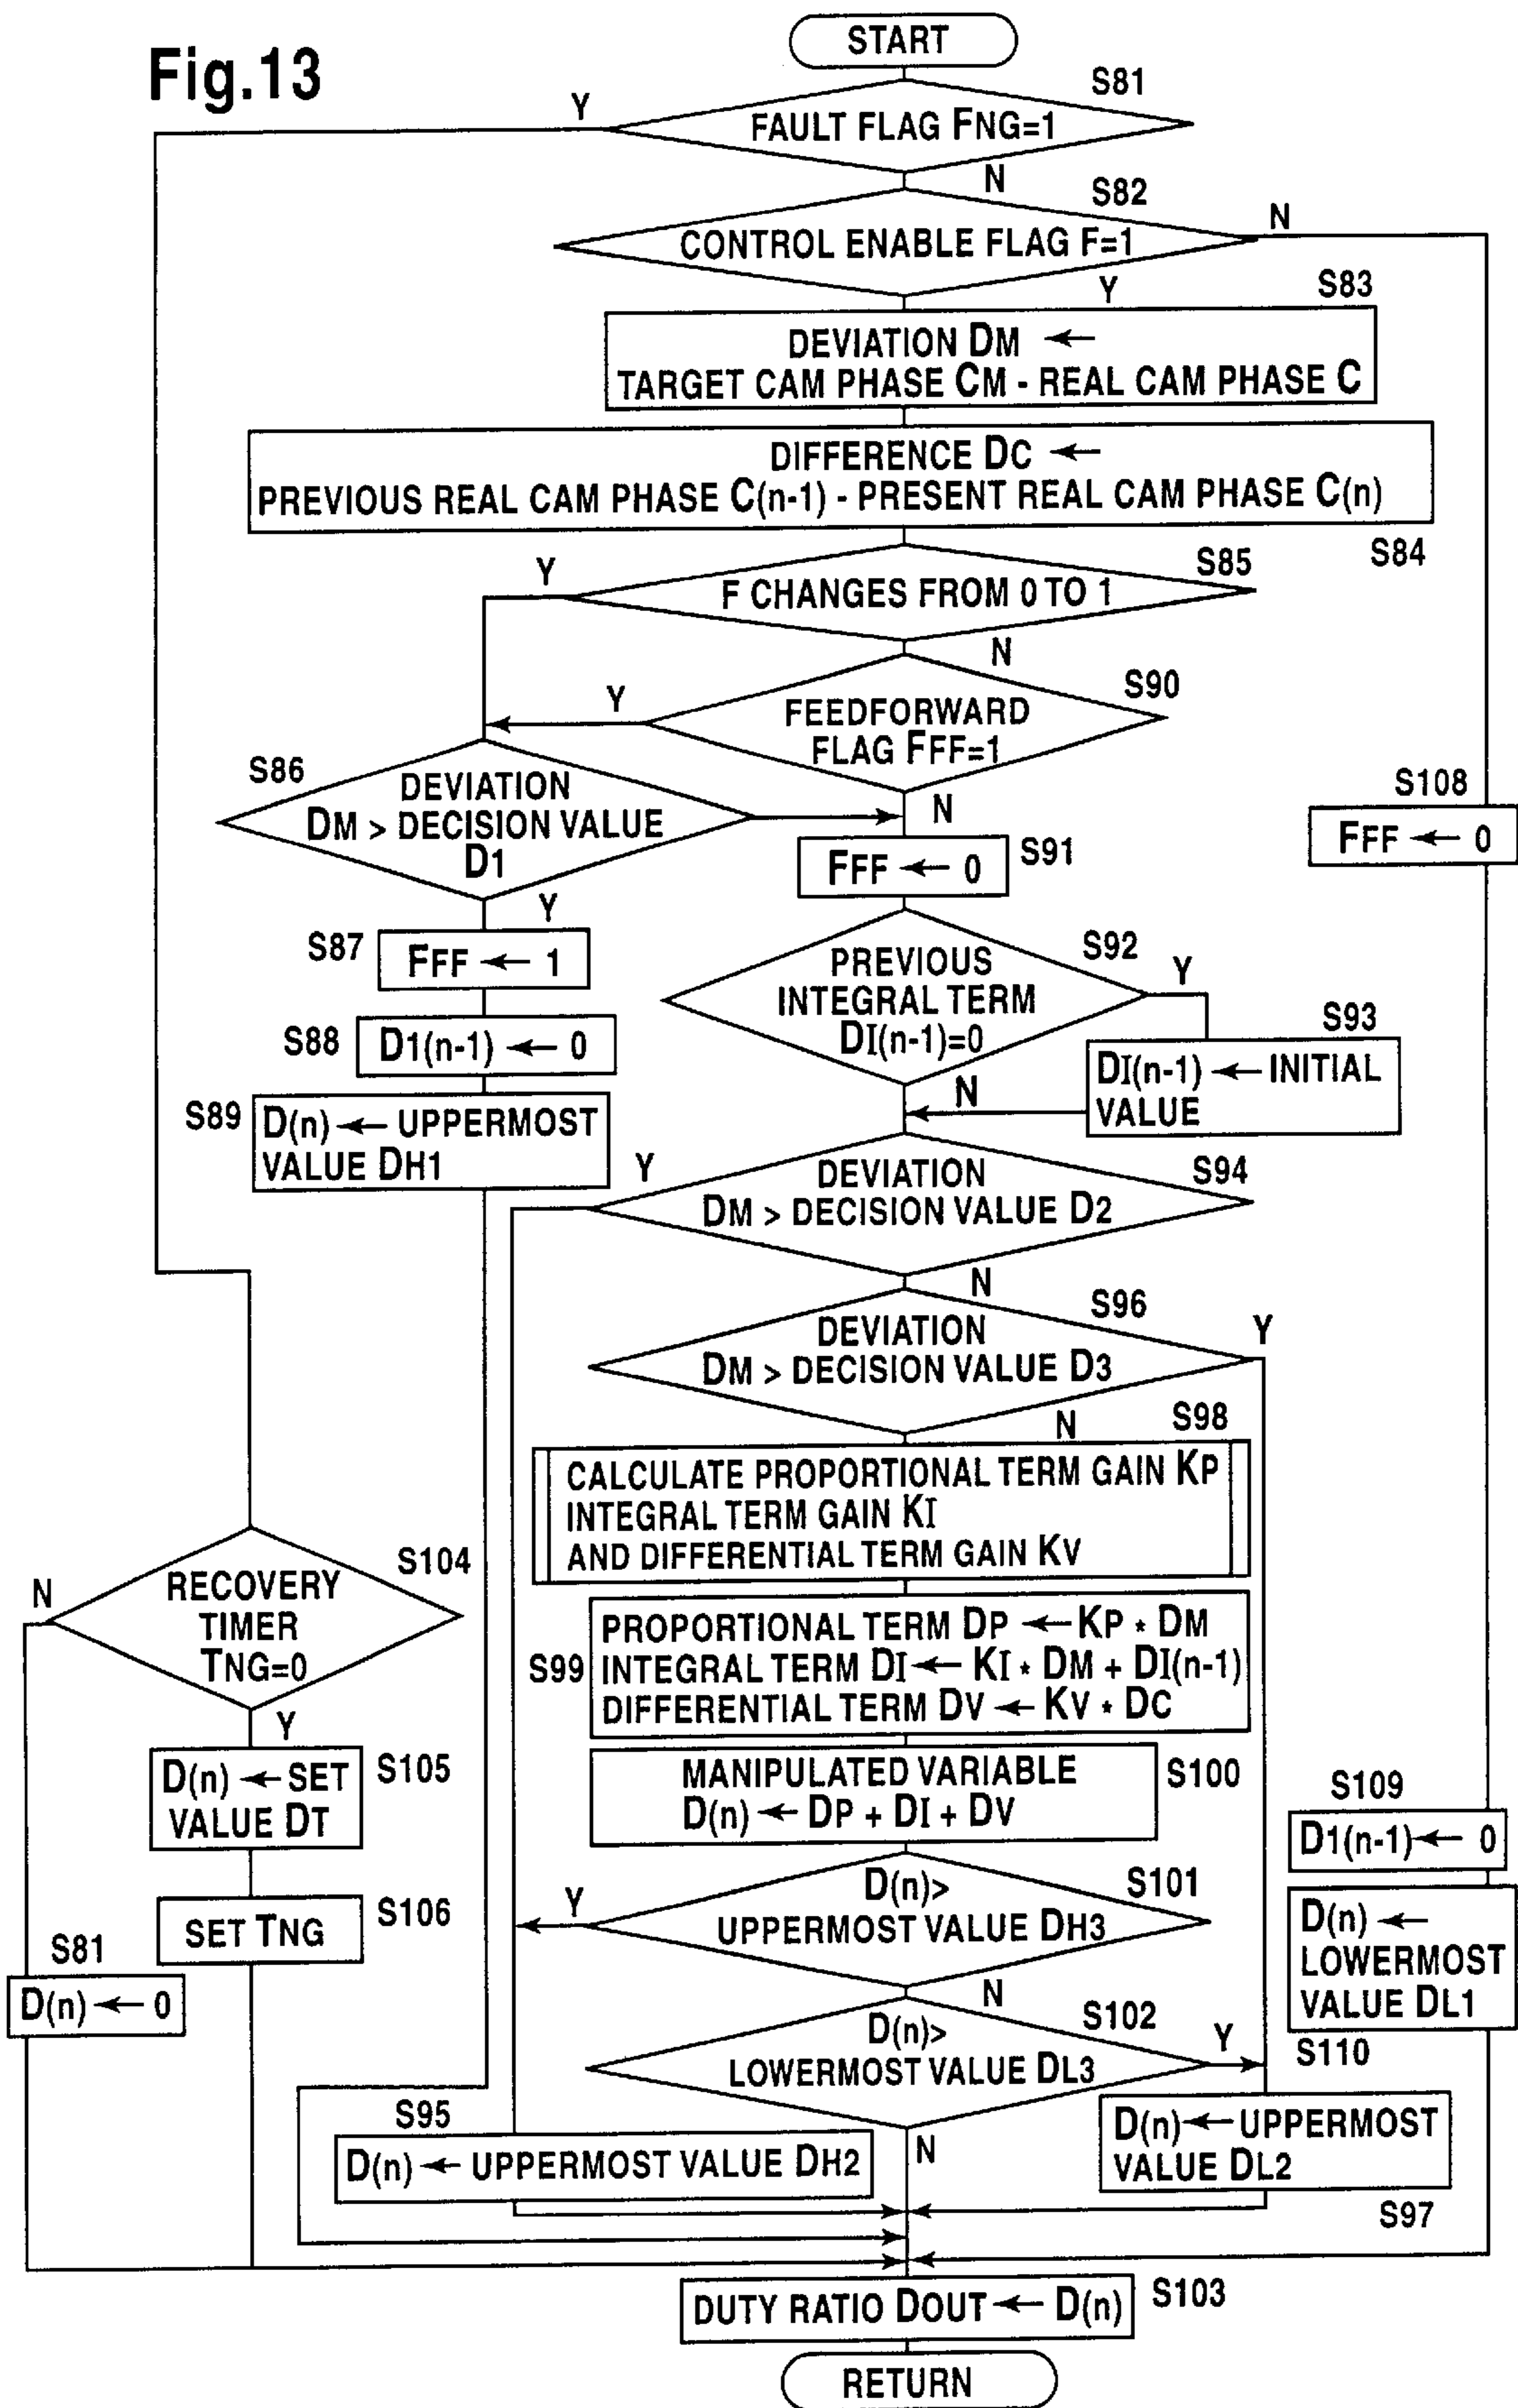 Fig.13
START
S81
Y
FAULT FLAG FNG=1
N
S82
N
CONTROL ENABLE FLAG F=1
Y
S83
DEVIATION DM ←
TARGET CAM PHASE CM - REAL CAM PHASE C
DIFFERENCE DC ←
PREVIOUS REAL CAM PHASE C(n-1) - PRESENT REAL CAM PHASE C(n)
S84
S85
Y
F CHANGES FROM 0 TO 1
N
S90
Y
FEEDFORWARD
FLAG FFF=1
N
S86
DEVIATION
DM > DECISION VALUE
D1
Y
S108
FFF ← 0
S91
FFF ← 0
S87
FFF ← 1
S92
PREVIOUS
INTEGRAL TERM
DI(n-1)=0
Y
N
S88
D1(n-1) ← 0
S93
DI(n-1) ← INITIAL
VALUE
S89
D(n) ← UPPERMOST
VALUE DH1
Y
S94
DEVIATION
DM > DECISION VALUE D2
N
S96
DEVIATION
DM > DECISION VALUE D3
Y
N
S98
CALCULATE PROPORTIONAL TERM GAIN KP
INTEGRAL TERM GAIN KI
AND DIFFERENTIAL TERM GAIN KV
S104
N
RECOVERY
TIMER
TNG=0
Y
S99
PROPORTIONAL TERM DP ← KP * DM
INTEGRAL TERM DI ← KI * DM + DI(n-1)
DIFFERENTIAL TERM DV ← KV * DC
S105
D(n) ← SET
VALUE DT
S100
MANIPULATED VARIABLE
D(n) ← DP + DI + DV
S109
D1(n-1) ← 0
S106
SET TNG
S101
Y
D(n)>
UPPERMOST VALUE DH3
N
D(n) ←
LOWERMOST
VALUE DL1
S110
S81
D(n) ← 0
S102
D(n)>
LOWERMOST VALUE DL3
Y
N
S95
D(n) ← UPPERMOST VALUE DH2
D(n) ← UPPERMOST
VALUE DL2
S97
DUTY RATIO DOUT ← D(n)
S103
RETURN